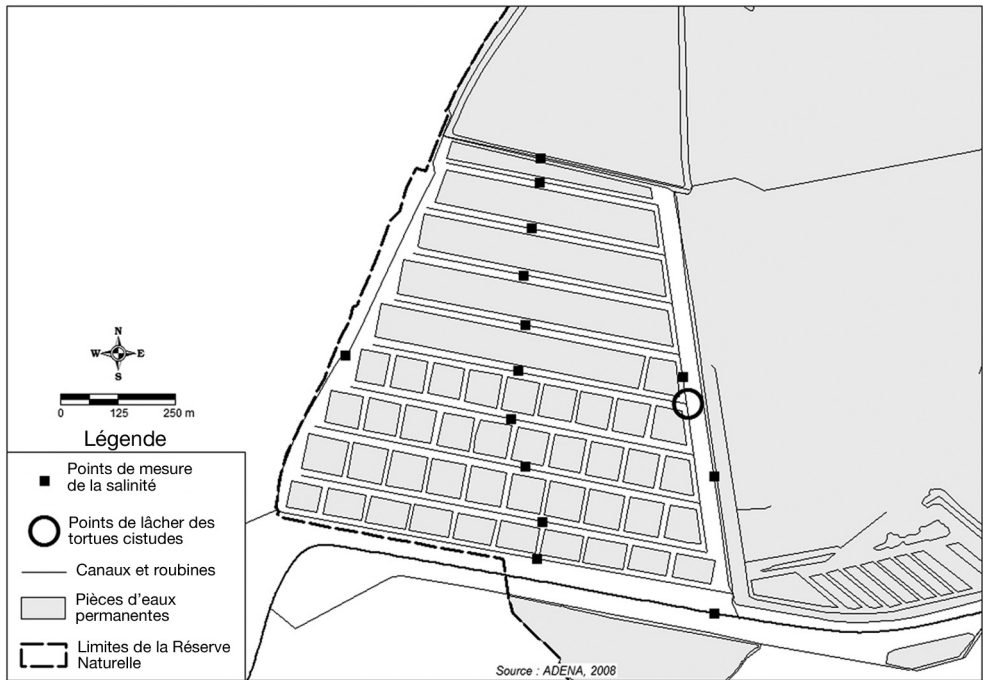 N
W E
S
0 125 250 m
Légende
Points de mesure
de la salinité
Points de lâcher des
tortues cistudes
Canaux et roubines
Pièces d'eaux
permanentes
Limites de la Réserve
Naturelle
Source : ADENA, 2008